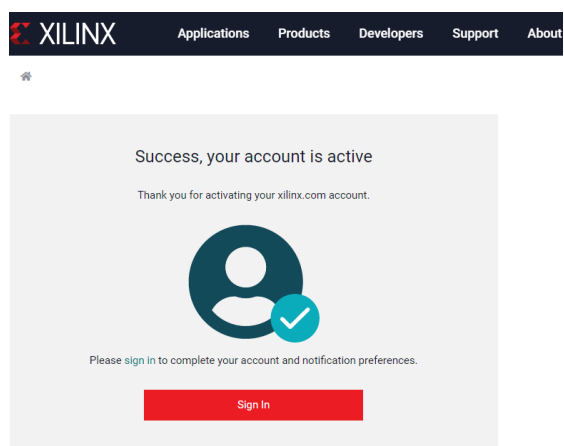 XILINX Applications Products Developers Support About
Success, your account is active
Thank you for activating your xilinx.com account.
Please sign in to complete your account and notification preferences.
Sign In